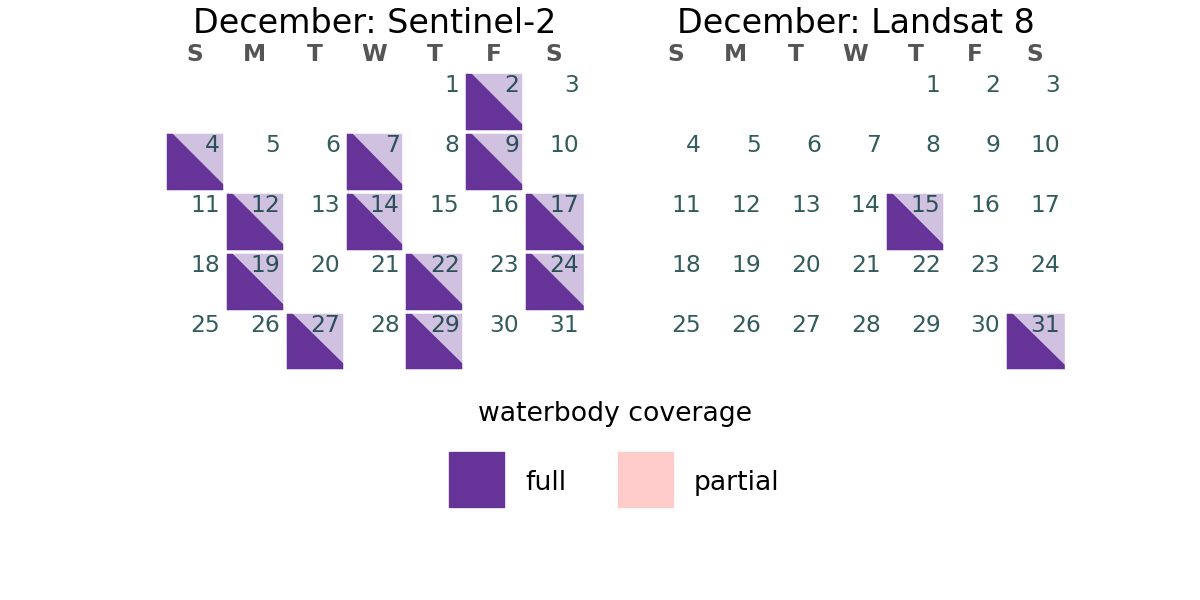 December: Sentinel-2
S M T W T F S
1 2 3
4 5 6 7 8 9 10
11 12 13 14 15 16 17
18 19 20 21 22 23 24
25 26 27 28 29 30 31
December: Landsat 8
S M T W T F S
1 2 3
4 5 6 7 8 9 10
11 12 13 14 15 16 17
18 19 20 21 22 23 24
25 26 27 28 29 30 31
waterbody coverage
full partial